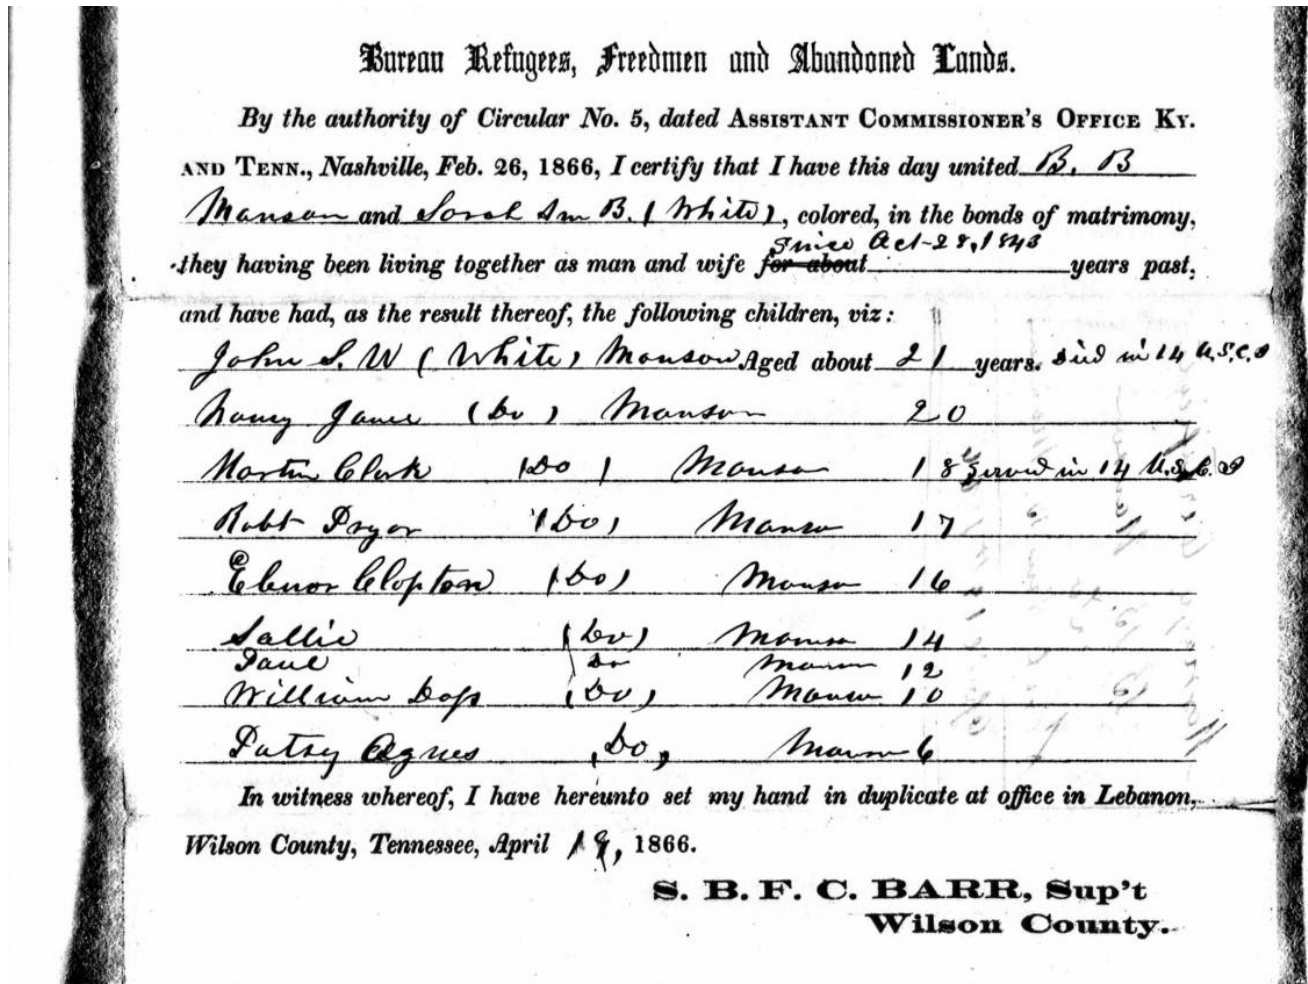 Bureau Refugees, Freedmen and Abandoned Lands.
By the authority of Circular No. 5, dated ASSISTANT COMMISSIONER'S OFFICE KY.
AND TENN., Nashville, Feb. 26, 1866, I certify that I have this day united B. B
Manson and Sarah Ann B. (White), colored, in the bonds of matrimony,
since Oct-28, 1843
they having been living together as man and wife for about years past,
and have had, as the result thereof, the following children, viz:
John S. W (White) Manson Aged about 21 years. Died in 14 U.S.C.I
Nancy Jane (Do) Manson 20
Martin Clark (Do) Manson 18 Served in 14 U.S.C.I
Robt Pryor (Do) Manson 17
Elenor Clopton (Do) Manson 16
Sallie (Do) Manson 14
Do Manson 12
William (Do) Manson 10
Patsey Agnes (Do) Manson 6
In witness whereof, I have hereunto set my hand in duplicate at office in Lebanon,
Wilson County, Tennessee, April 19, 1866.
S. B. F. C. BARR, Sup't
Wilson County.